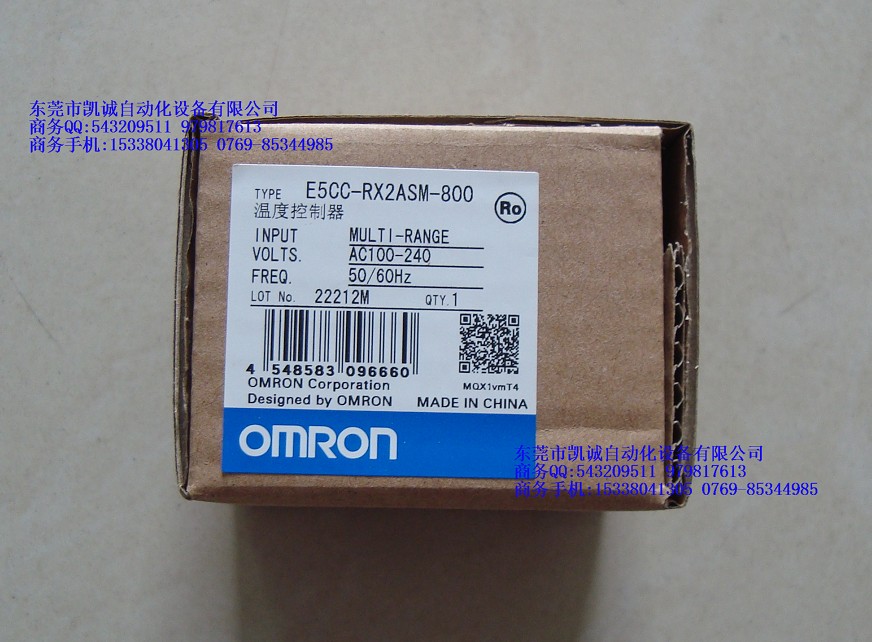 东莞市凯诚自动化设备有限公司
商务QQ:543209511 979817613
商务手机:15338041305 0769-85344985
TYPE E5CC-RX2ASM-800
温度控制器
Ro
INPUT MULTI-RANGE
VOLTS. AC100-240
FREQ. 50/60Hz
LOT No. 22212M QTY.1
4 548583 096660
MQX1vmT4
OMRON Corporation
Designed by OMRON MADE IN CHINA
OMRON
东莞市凯诚自动化设备有限公司
商务QQ:543209511 979817613
商务手机:15338041305 0769-85344985